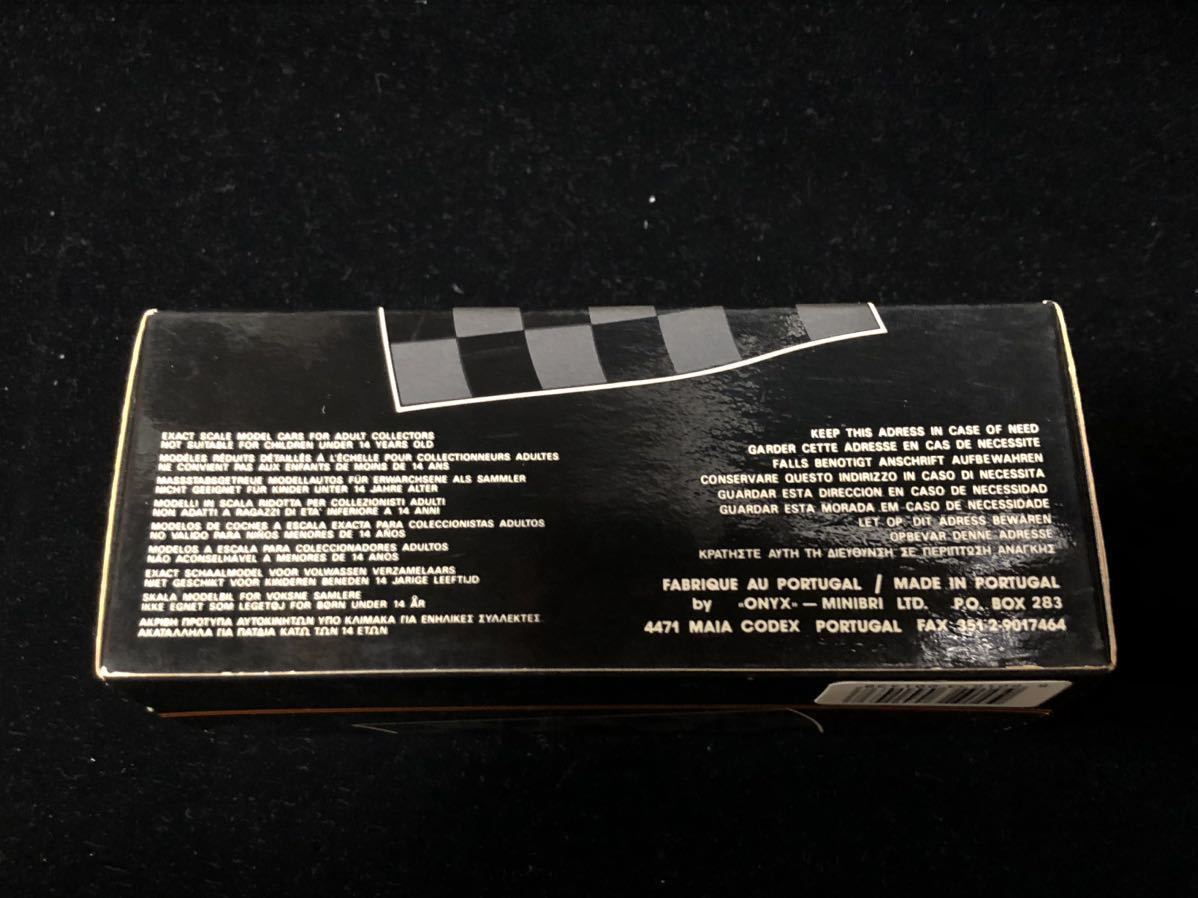 EXACT SCALE MODEL CARS FOR ADULT COLLECTORS
NOT SUITABLE FOR CHILDREN UNDER 14 YEARS OLD
MODÈLES RÉDUITS DÉTAILLÉS À L'ÉCHELLE POUR COLLECTIONNEURS ADULTES
NE CONVIENT PAS AUX ENFANTS DE MOINS DE 14 ANS
MASSSTABSGETREUE MODELLAUTOS FÜR ERWARCHSENE ALS SAMMLER
NICHT GEEIGNET FÜR KINDER UNTER 14 JAHRE ALTER
MODELLI IN SCALA RIDOTTA PER COLLEZIONISTI ADULTI
NON ADATTI A RAGAZZI DI ETA' INFERIORE A 14 ANNI
MODELOS DE COCHES A ESCALA EXACTA PARA COLECCIONISTAS ADULTOS
NO VALIDO PARA NIÑOS MENORES DE 14 AÑOS
MODELOS A ESCALA PARA COLECCIONADORES ADULTOS
NÃO ACONSELHÁVEL A MENORES DE 14 ANOS
EXACT SCHAALMODEL VOOR VOLWASSEN VERZAMELAARS
NIET GESCHIKT VOOR KINDEREN BENEDEN 14 JARIGE LEEFTIJD
SKALA MODELBIL FOR VOKSNE SAMLERE
IKKE EGNET SOM LEGETØJ FOR BØRN UNDER 14 ÅR
ΑΚΡΙΒΗ ΠΡΟΤΥΠΑ ΑΥΤΟΚΙΝΗΤΩΝ ΥΠΟ ΚΛΙΜΑΚΑ ΓΙΑ ΕΝΗΛΙΚΕΣ ΣΥΛΛΕΚΤΕΣ
ΑΚΑΤΑΛΛΗΛΑ ΓΙΑ ΠΑΤΔΙΑ ΚΑΤΩ ΤΩΝ 14 ΕΤΩΝ
KEEP THIS ADRESS IN CASE OF NEED
GARDER CETTE ADRESSE EN CAS DE NECESSITE
FALLS BENOTIGT ANSCHRIFT AUFBEWAHREN
CONSERVARE QUESTO INDIRIZZO IN CASO DI NECESSITA
GUARDAR ESTA DIRECCION EN CASO DE NECESSIDAD
GUARDAR ESTA MORADA EM CASO DE NECESSIDADE
LET OP DIT ADRESS BEWAREN
OPBEVAR DENNE ADRESSE
ΚΡΑΤΗΣΤΕ ΑΥΤΗ ΤΗ ΔΙΕΥΘΥΝΣΗ ΣΕ ΠΕΡΙΠΤΩΣΗ ΑΝΑΓΚΗΣ
FABRIQUE AU PORTUGAL / MADE IN PORTUGAL
by «ONYX» — MINIBRI LTD. P.O. BOX 283
4471 MAIA CODEX PORTUGAL FAX 351-2-9017464